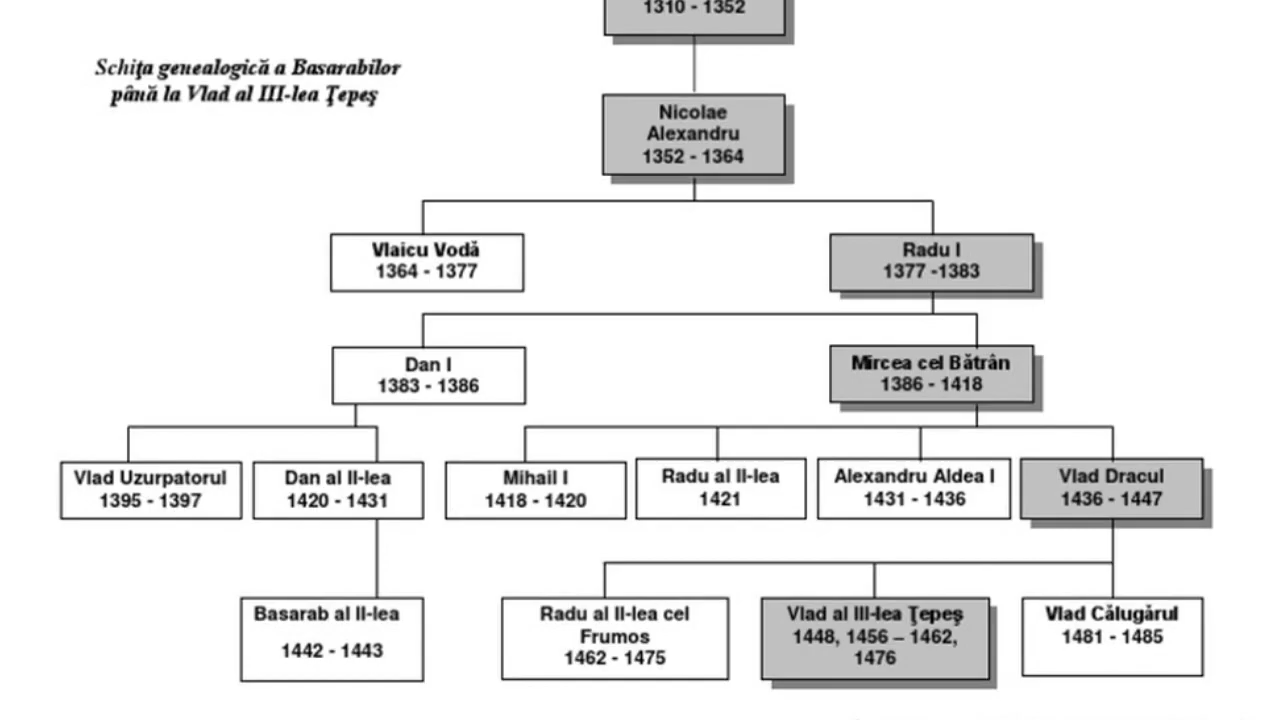 1310 - 1352
Schiţa genealogică a Basarabilor
până la Vlad al III-lea Ţepeş
Nicolae
Alexandru
1352 - 1364
Vlaicu Vodă
1364 - 1377
Radu I
1377 -1383
Dan I
1383 - 1386
Mircea cel Bătrân
1386 - 1418
Vlad Uzurpatorul
1395 - 1397
Dan al II-lea
1420 - 1431
Mihail I
1418 - 1420
Radu al II-lea
1421
Alexandru Aldea I
1431 - 1436
Vlad Dracul
1436 - 1447
Basarab al II-lea
1442 - 1443
Radu al II-lea cel
Frumos
1462 - 1475
Vlad al III-lea Ţepeş
1448, 1456 – 1462,
1476
Vlad Călugărul
1481 - 1485